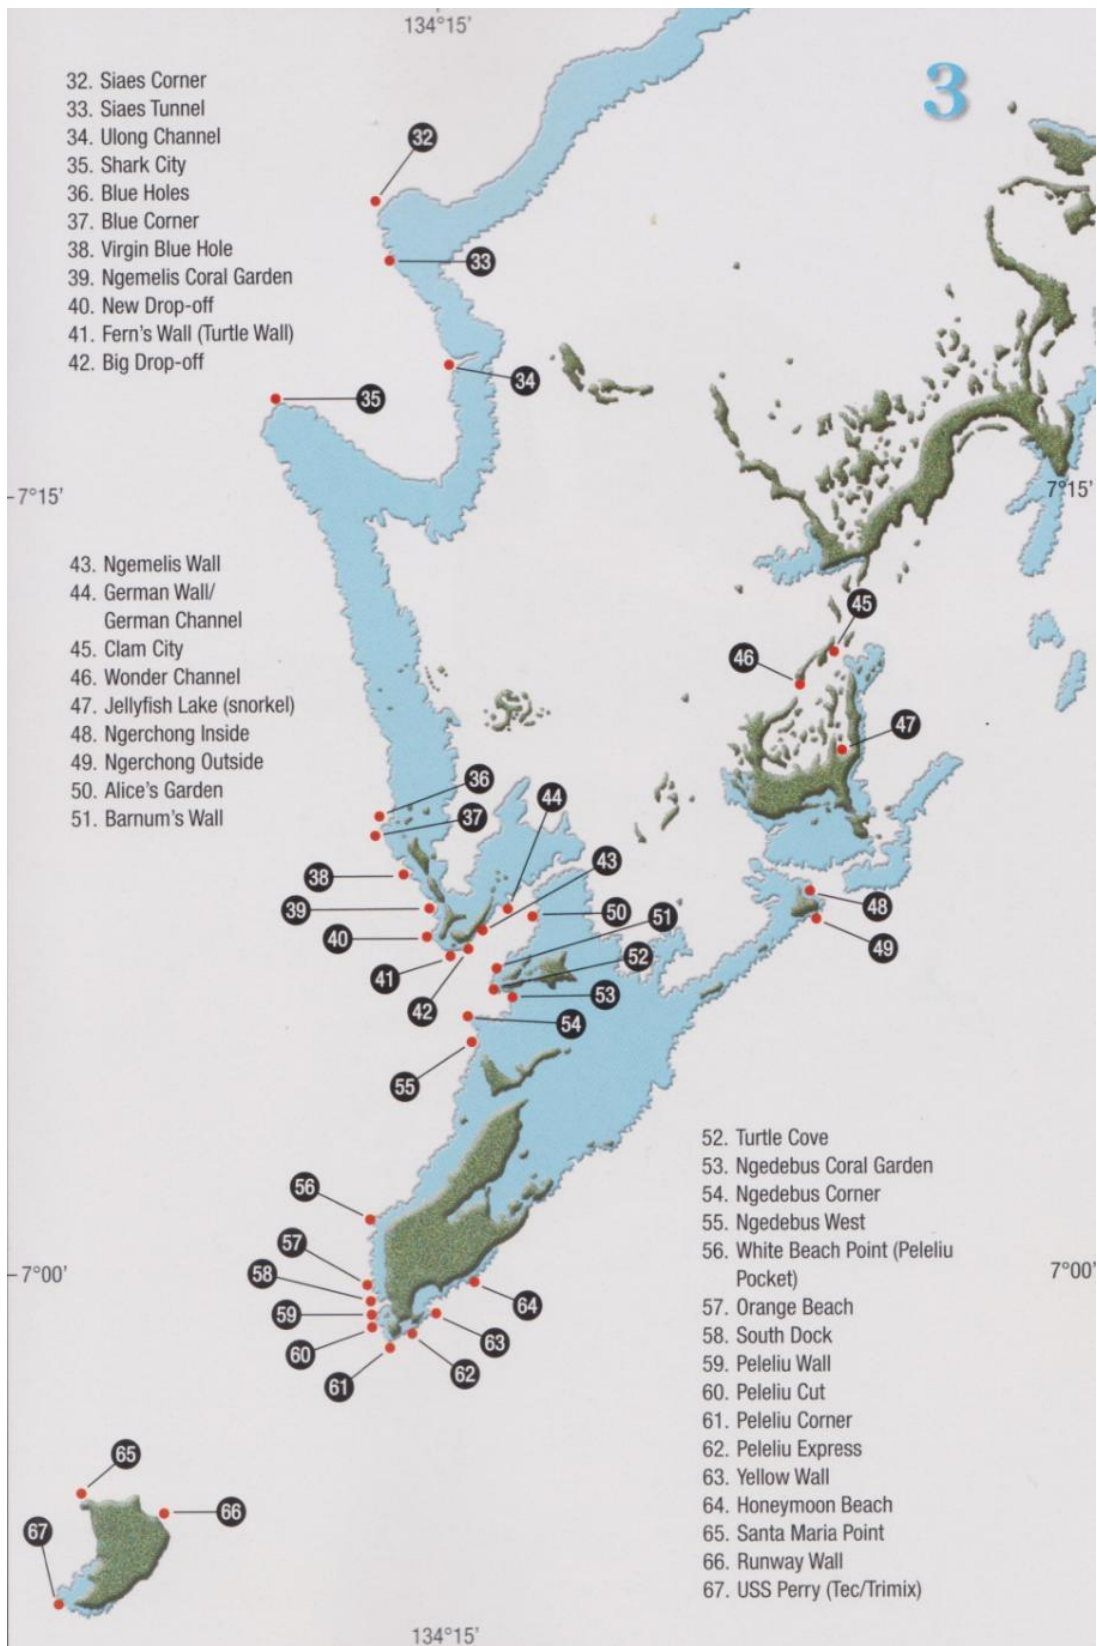 134°15'
3
32. Siaes Corner
33. Siaes Tunnel
34. Ulong Channel
35. Shark City
36. Blue Holes
37. Blue Corner
38. Virgin Blue Hole
39. Ngemelis Coral Garden
40. New Drop-off
41. Fern's Wall (Turtle Wall)
42. Big Drop-off
32
33
34
35
7°15'
7°15'
43. Ngemelis Wall
44. German Wall/
German Channel
45. Clam City
46. Wonder Channel
47. Jellyfish Lake (snorkel)
48. Ngerchong Inside
49. Ngerchong Outside
50. Alice's Garden
51. Barnum's Wall
45
46
47
36
44
37
43
38
39
50
48
51
40
49
52
41
53
42
54
55
52. Turtle Cove
53. Ngedebus Coral Garden
54. Ngedebus Corner
55. Ngedebus West
56. White Beach Point (Peleliu
Pocket)
57. Orange Beach
58. South Dock
59. Peleliu Wall
60. Peleliu Cut
61. Peleliu Corner
62. Peleliu Express
63. Yellow Wall
64. Honeymoon Beach
65. Santa Maria Point
66. Runway Wall
67. USS Perry (Tec/Trimix)
56
57
7°00'
7°00'
58
64
59
63
60
62
61
65
66
67
134°15'